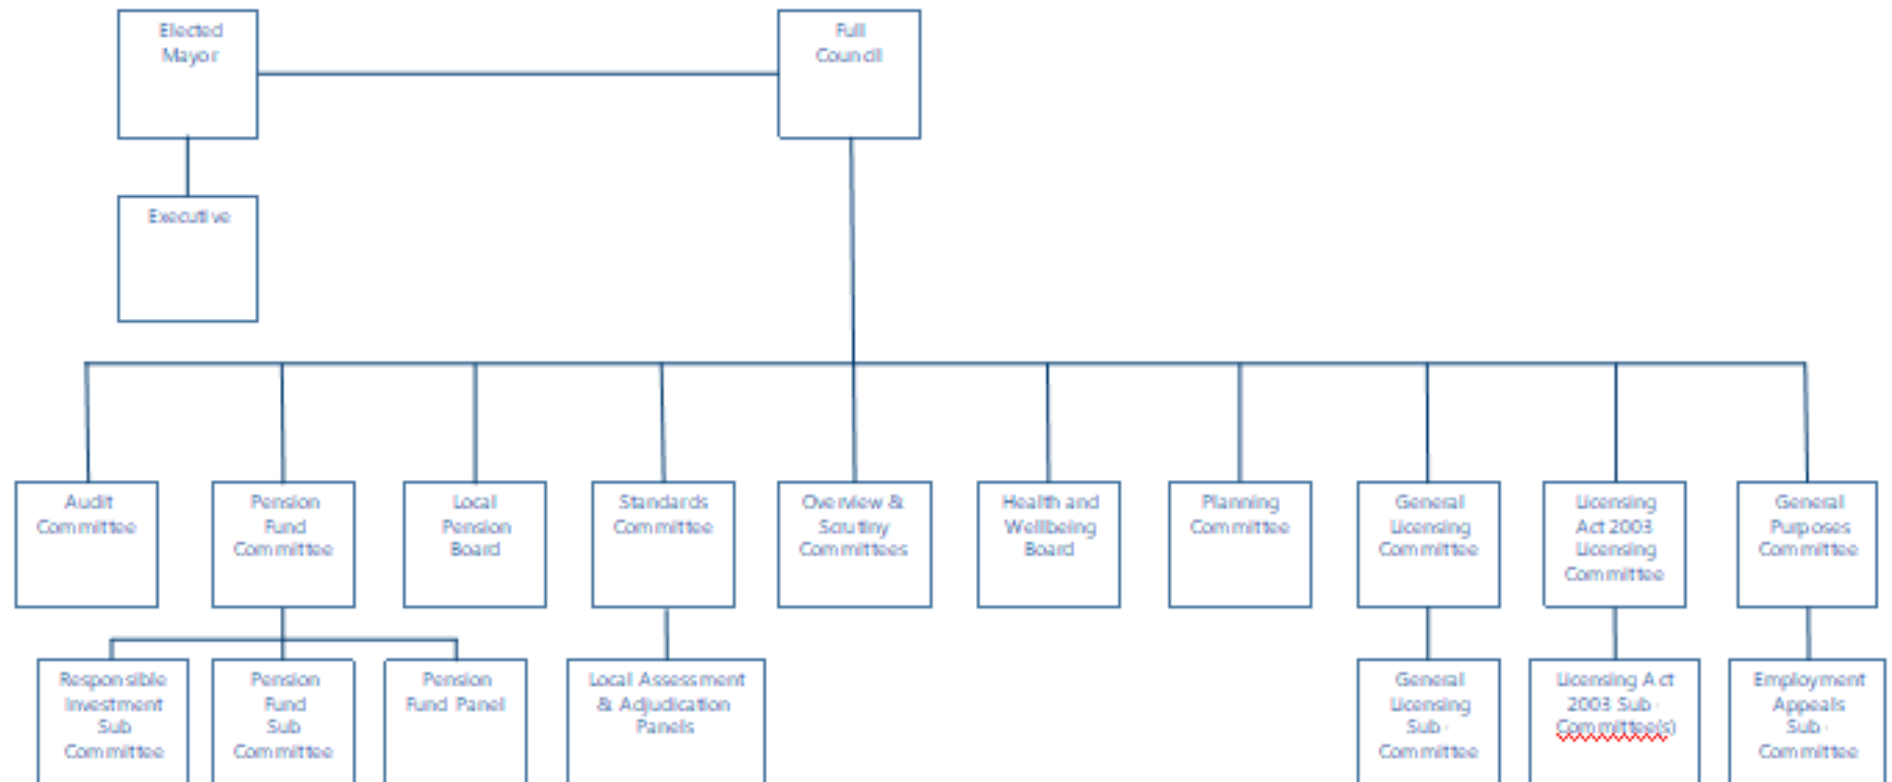 Elected
Mayor
Full
Council
Executive
Audit
Committee
Pension
Fund
Committee
Local
Pension
Board
Standards
Committee
Overview &
Scrutiny
Committees
Health and
Wellbeing
Board
Planning
Committee
General
Licensing
Committee
Licensing
Act 2003
Licensing
Committee
General
Purposes
Committee
Responsible
Investment
Sub
Committee
Pension
Fund
Sub
Committee
Pension
Fund Panel
Local Assessment
& Adjudication
Panels
General
Licensing
Sub-
Committee
Licensing Act
2003 Sub-
Committee(s)
Employment
Appeals
Sub-
Committee